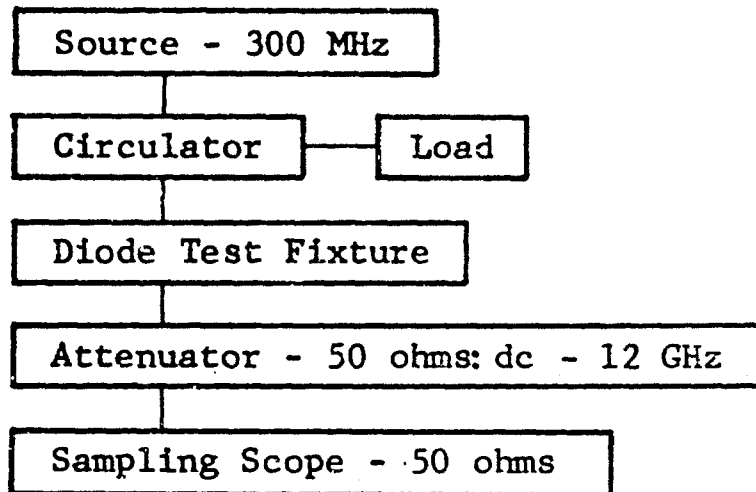 Source - 300 MHz
Circulator
Load
Diode Test Fixture
Attenuator - 50 ohms: dc - 12 GHz
Sampling Scope - 50 ohms